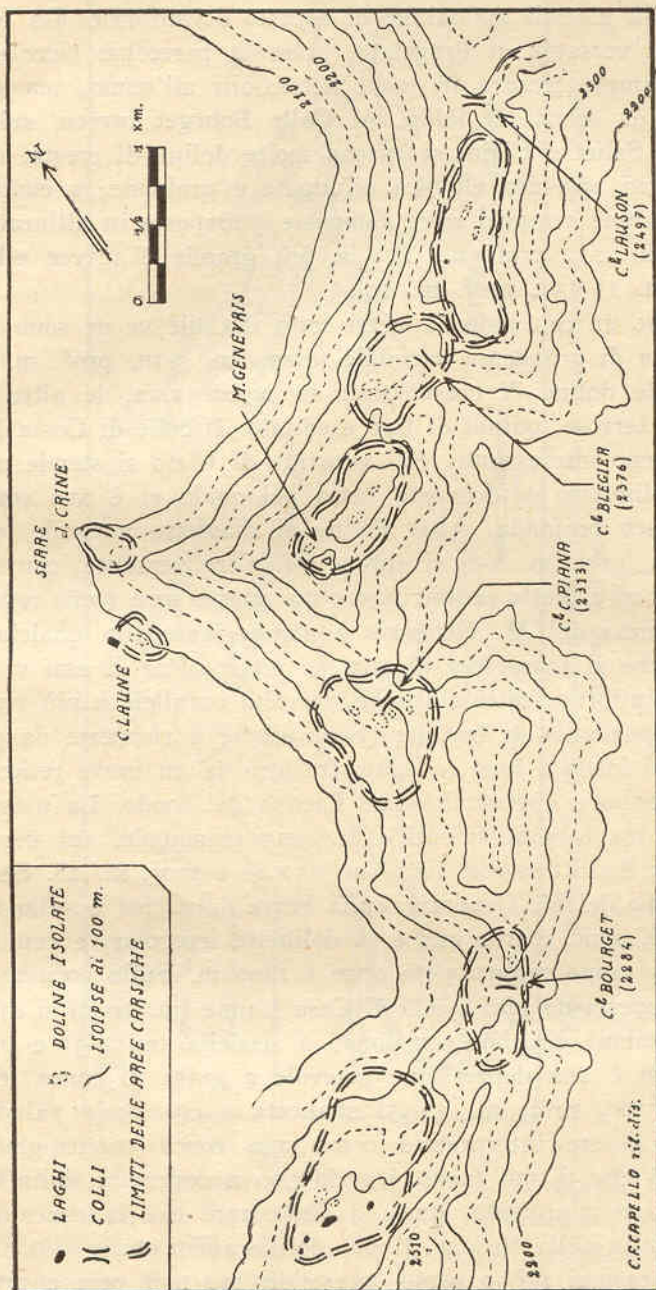 ● LAGHI
)( COLLI
DOLINE ISOLATE
ISOIPSE di 100 m.
LIMITI DELLE AREE CARSICHE
N
0 1/2 1 KM.
SERRE
J. CRINE
C. LAUNE
M. GENEVRIS
2100
2200
2300
2510
C.le LAUSON
(2497)
C.le BLEGIER
(2376)
C.le C. PIANA
(2313)
C.le BOURGET
(2284)
C.F. CAPELLO ril. dis.